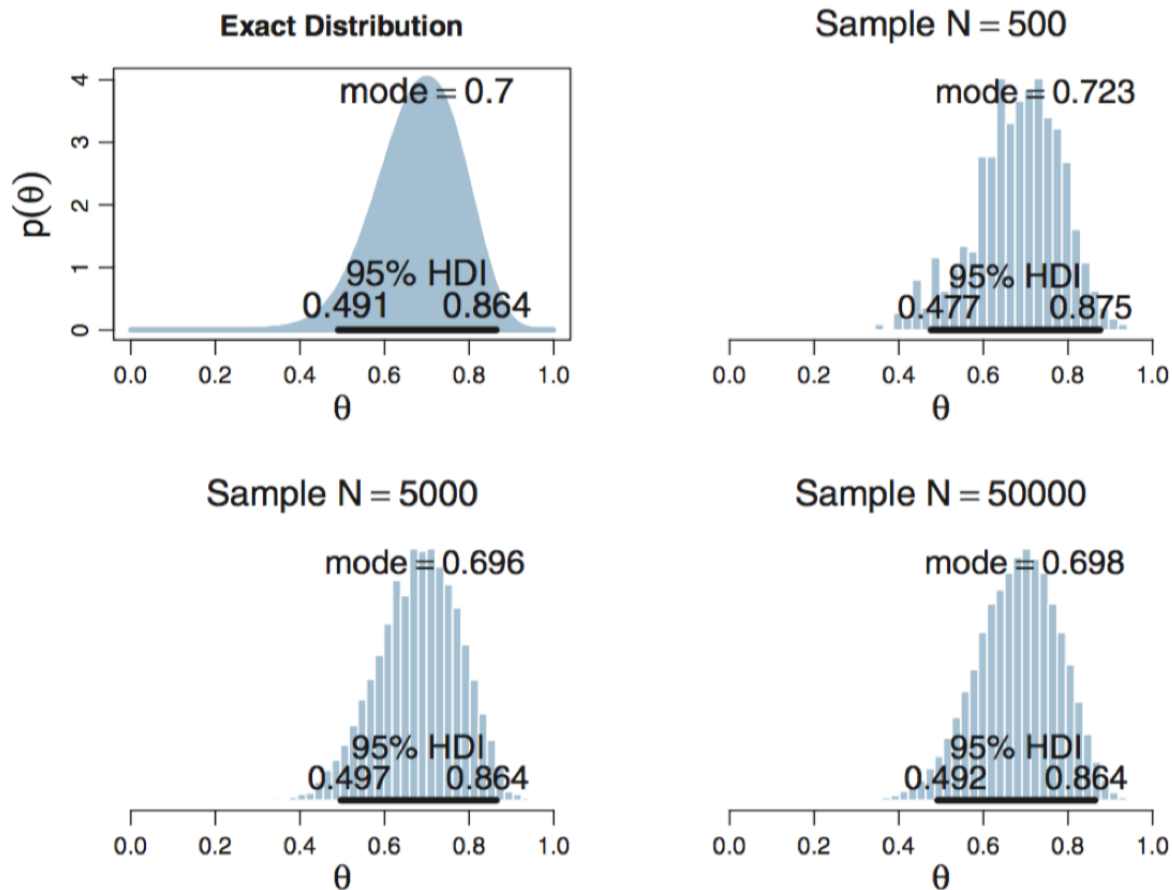 Exact Distribution
mode = 0.7
p(θ)
4
3
2
1
0
95% HDI
0.491 0.864
0.0 0.2 0.4 0.6 0.8 1.0
θ
Sample N = 500
mode = 0.723
95% HDI
0.477 0.875
0.0 0.2 0.4 0.6 0.8 1.0
θ
Sample N = 5000
mode = 0.696
95% HDI
0.497 0.864
0.0 0.2 0.4 0.6 0.8 1.0
θ
Sample N = 50000
mode = 0.698
95% HDI
0.492 0.864
0.0 0.2 0.4 0.6 0.8 1.0
θ